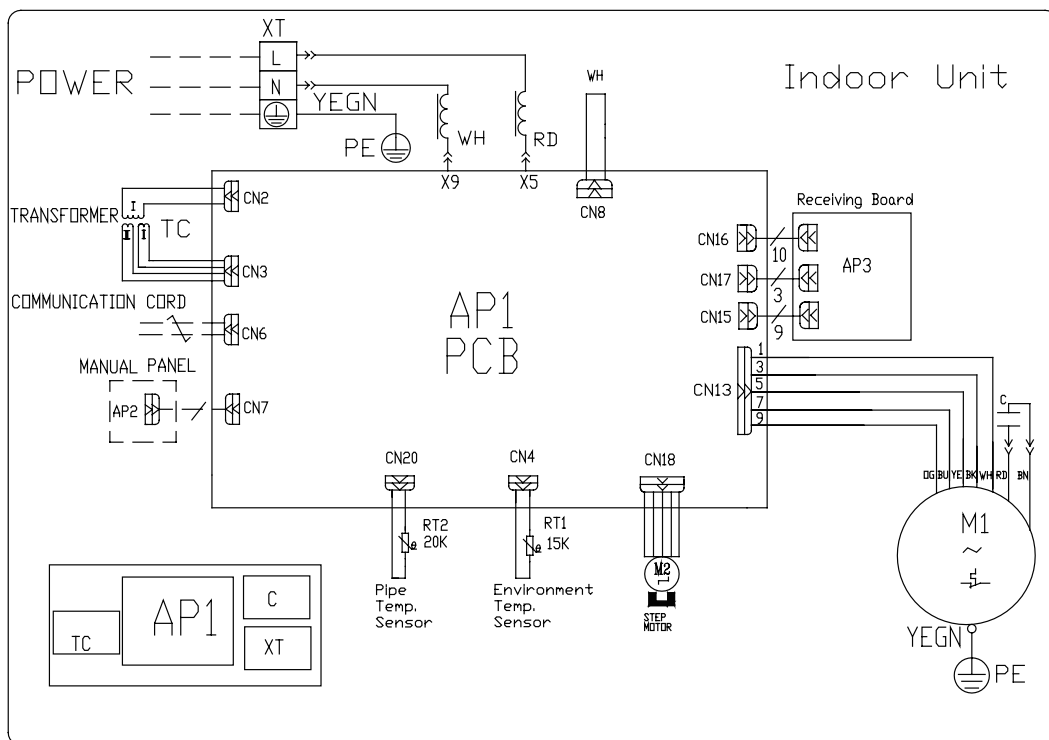 XT
POWER
L
N
YEGN
PE
WH
RD
WH
Indoor Unit
X9
X5
CN8
TRANSFORMER
TC
I
II
I
CN2
CN3
COMMUNICATION CORD
CN6
MANUAL PANEL
AP2
CN7
AP1
PCB
Receiving Board
CN16
10
AP3
CN17
3
CN15
9
CN13
1
3
5
7
9
C
OG
BU
YE
BK
WH
RD
BN
M1
~
YEGN
PE
CN20
CN4
CN18
RT2
20K
RT1
15K
Pipe
Temp.
Sensor
Environment
Temp.
Sensor
M2
STEP
MOTOR
TC
AP1
C
XT